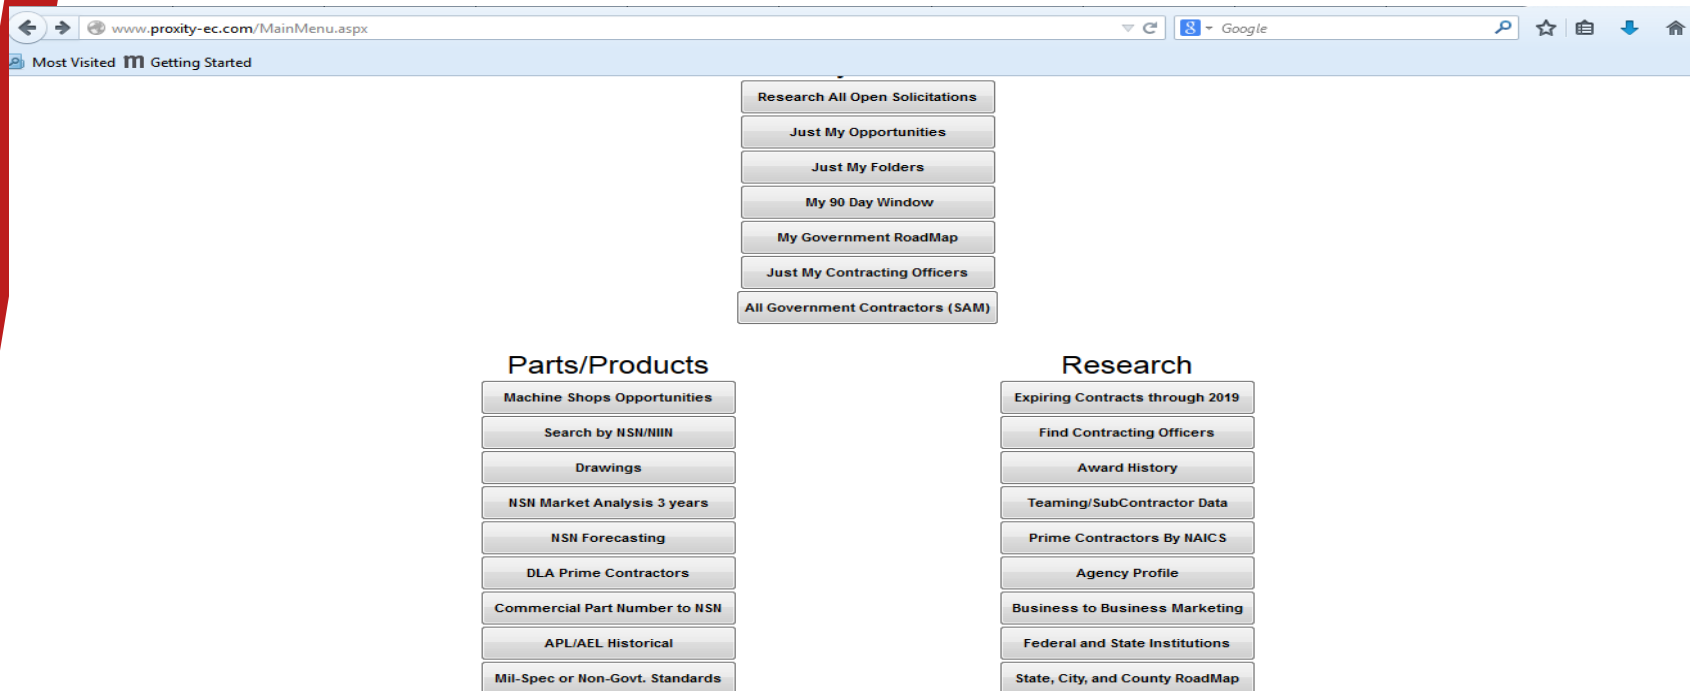 www.proxity-ec.com/MainMenu.aspx
8 Google
Most Visited m Getting Started
Research All Open Solicitations
Just My Opportunities
Just My Folders
My 90 Day Window
My Government RoadMap
Just My Contracting Officers
All Government Contractors (SAM)
Parts/Products
Machine Shops Opportunities
Search by NSN/NIIN
Drawings
NSN Market Analysis 3 years
NSN Forecasting
DLA Prime Contractors
Commercial Part Number to NSN
APL/AEL Historical
Mil-Spec or Non-Govt. Standards
Research
Expiring Contracts through 2019
Find Contracting Officers
Award History
Teaming/SubContractor Data
Prime Contractors By NAICS
Agency Profile
Business to Business Marketing
Federal and State Institutions
State, City, and County RoadMap